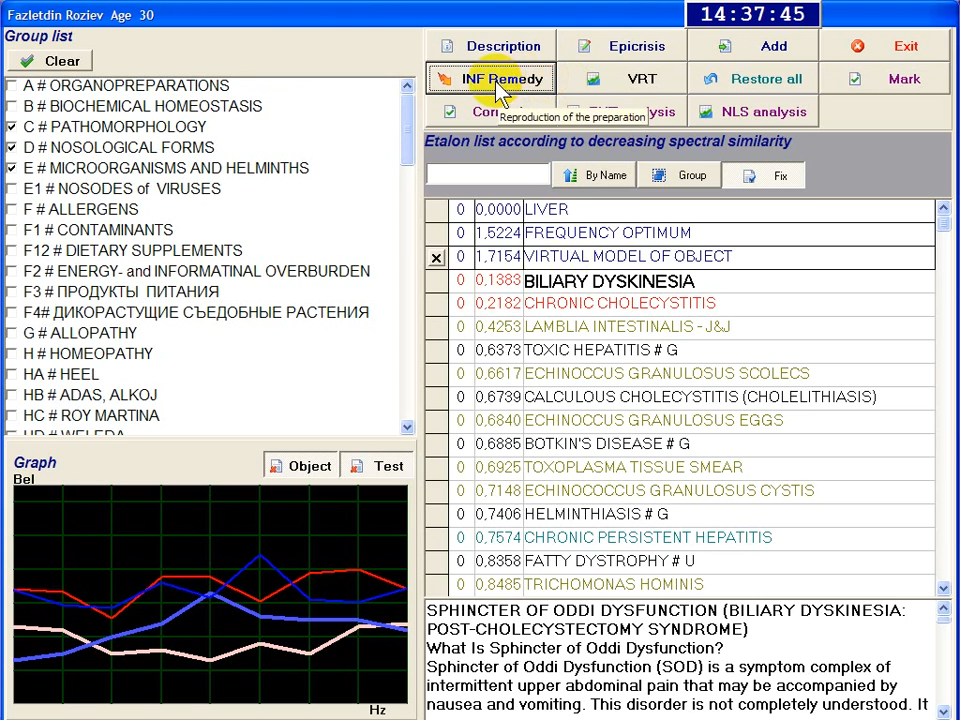 Fazletdin Roziev Age 30
14:37:45
Group list
Clear
A # ORGANOPREPARATIONS
B # BIOCHEMICAL HOMEOSTASIS
C # PATHOMORPHOLOGY
D # NOSOLOGICAL FORMS
E # MICROORGANISMS AND HELMINTHS
E1 # NOSODES of VIRUSES
F # ALLERGENS
F1 # CONTAMINANTS
F12 # DIETARY SUPPLEMENTS
F2 # ENERGY- and INFORMATINAL OVERBURDEN
F3 # ПРОДУКТЫ ПИТАНИЯ
F4# ДИКОРАСТУЩИЕ СЪЕДОБНЫЕ РАСТЕНИЯ
G # ALLOPATHY
H # HOMEOPATHY
HA # HEEL
HB # ADAS, ALKOJ
HC # ROY MARTINA
HD # WELEDA
Graph
Object
Test
Bel
Hz
Description
Epicrisis
Add
Exit
INF Remedy
VRT
Restore all
Mark
Reproduction of the preparation
NLS analysis
Etalon list according to decreasing spectral similarity
By Name
Group
Fix
0 0,0000 LIVER
0 1,5224 FREQUENCY OPTIMUM
X 0 1,7154 VIRTUAL MODEL OF OBJECT
0 0,1383 BILIARY DYSKINESIA
0 0,2182 CHRONIC CHOLECYSTITIS
0 0,4253 LAMBLIA INTESTINALIS - J&J
0 0,6373 TOXIC HEPATITIS # G
0 0,6617 ECHINOCCUS GRANULOSUS SCOLECS
0 0,6739 CALCULOUS CHOLECYSTITIS (CHOLELITHIASIS)
0 0,6840 ECHINOCCUS GRANULOSUS EGGS
0 0,6885 BOTKIN'S DISEASE # G
0 0,6925 TOXOPLASMA TISSUE SMEAR
0 0,7148 ECHINOCOCCUS GRANULOSUS CYSTIS
0 0,7406 HELMINTHIASIS # G
0 0,7574 CHRONIC PERSISTENT HEPATITIS
0 0,8358 FATTY DYSTROPHY # U
0 0,8485 TRICHOMONAS HOMINIS
SPHINCTER OF ODDI DYSFUNCTION (BILIARY DYSKINESIA:
POST-CHOLECYSTECTOMY SYNDROME)
What Is Sphincter of Oddi Dysfunction?
Sphincter of Oddi Dysfunction (SOD) is a symptom complex of
intermittent upper abdominal pain that may be accompanied by
nausea and vomiting. This disorder is not completely understood. It